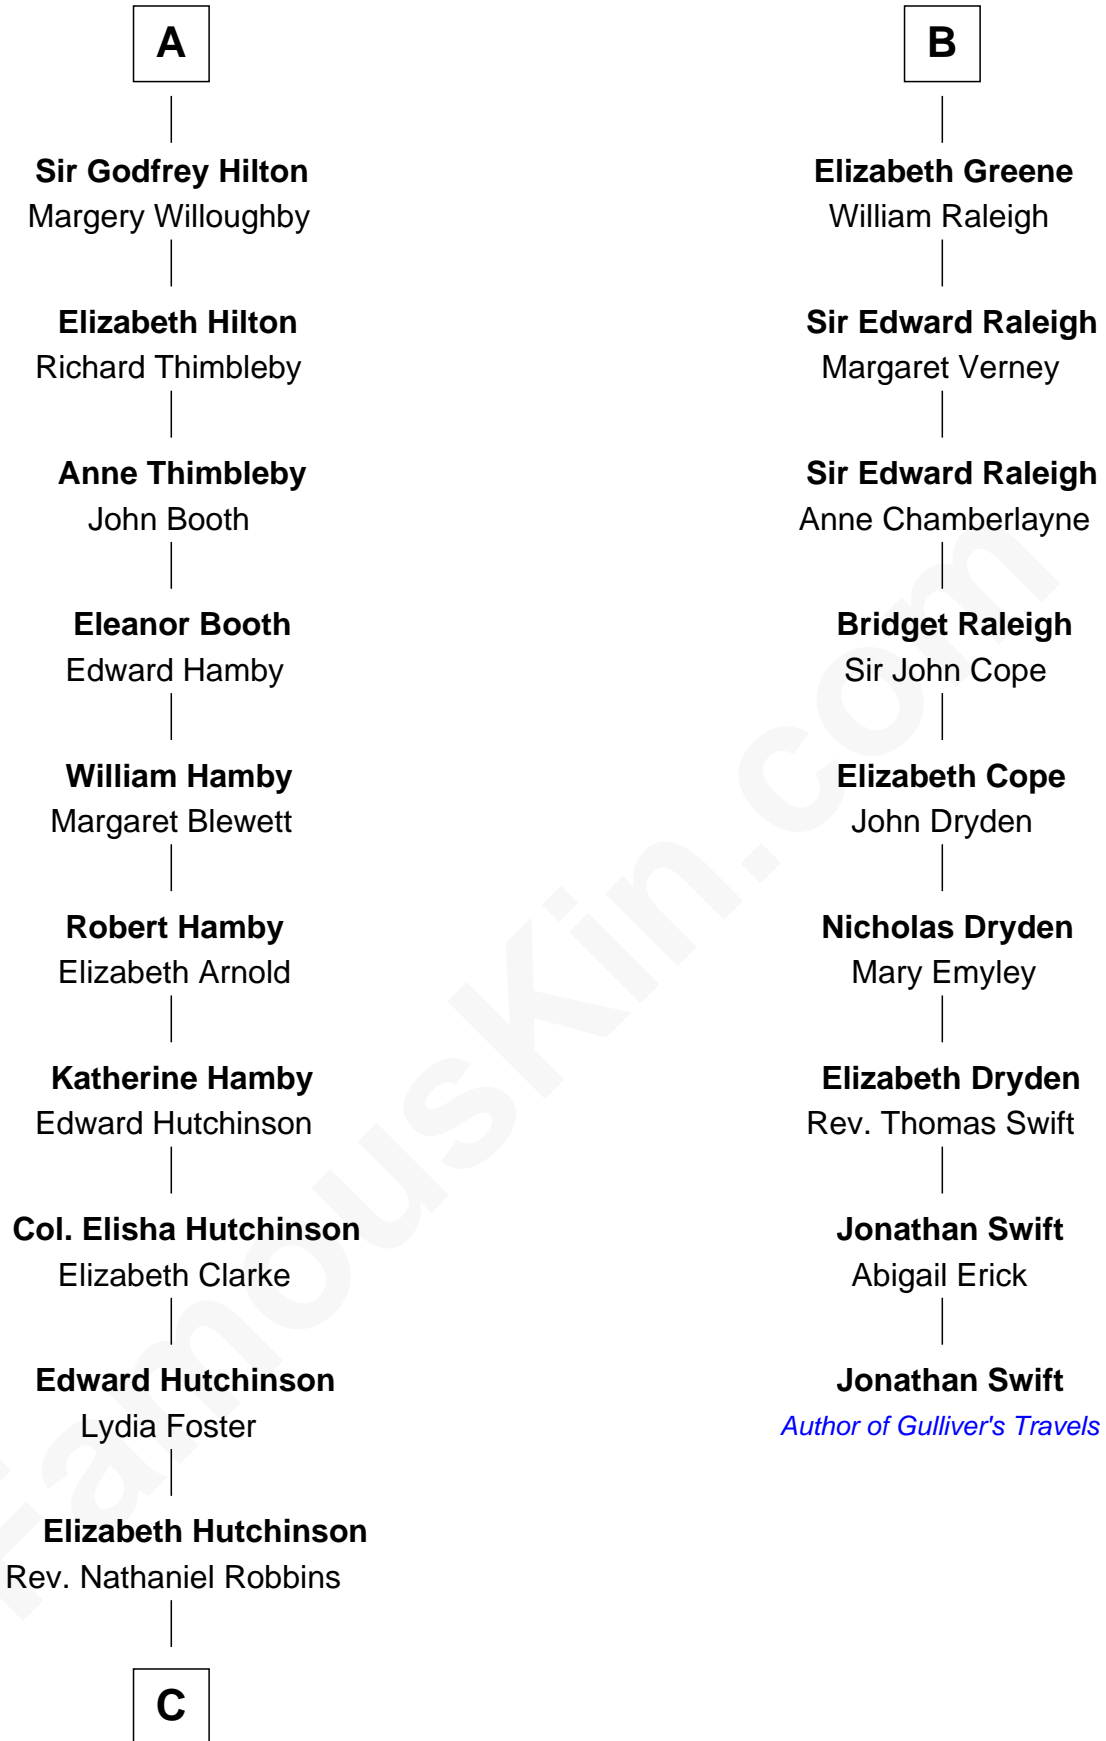 A
Sir Godfrey Hilton
Margery Willoughby
Elizabeth Hilton
Richard Thimbleby
Anne Thimbleby
John Booth
Eleanor Booth
Edward Hamby
William Hamby
Margaret Blewett
Robert Hamby
Elizabeth Arnold
Katherine Hamby
Edward Hutchinson
Col. Elisha Hutchinson
Elizabeth Clarke
Edward Hutchinson
Lydia Foster
Elizabeth Hutchinson
Rev. Nathaniel Robbins
C
B
Elizabeth Greene
William Raleigh
Sir Edward Raleigh
Margaret Verney
Sir Edward Raleigh
Anne Chamberlayne
Bridget Raleigh
Sir John Cope
Elizabeth Cope
John Dryden
Nicholas Dryden
Mary Emyley
Elizabeth Dryden
Rev. Thomas Swift
Jonathan Swift
Abigail Erick
Jonathan Swift
Author of Gulliver's Travels
FamousKin.com